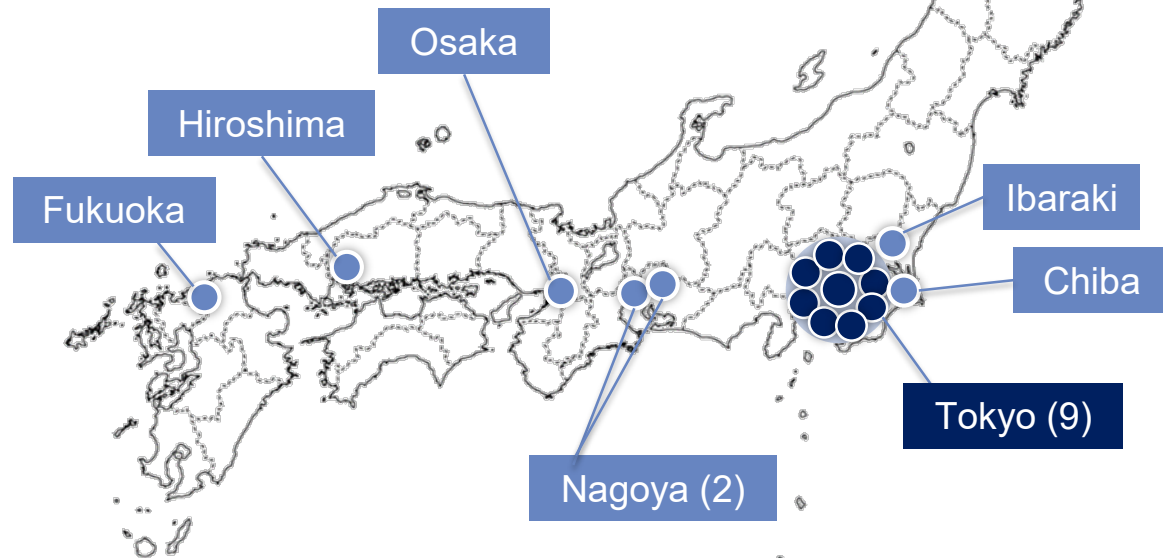 Osaka
Hiroshima
Fukuoka
Ibaraki
Chiba
Tokyo (9)
Nagoya (2)